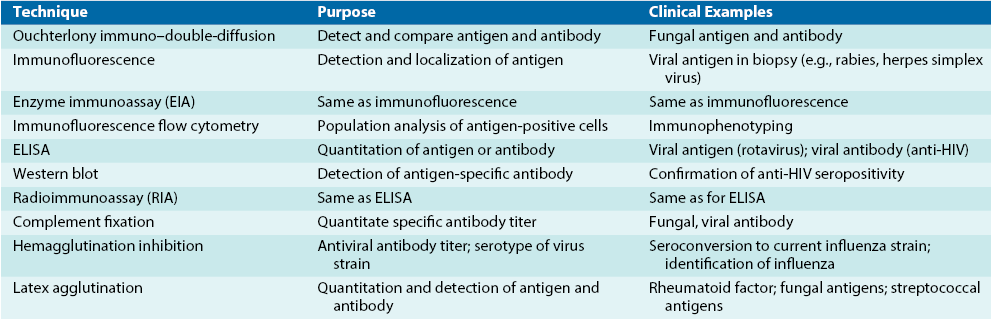 Technique Purpose Clinical Examples
Ouchterlony immuno–double-diffusion Detect and compare antigen and antibody Fungal antigen and antibody
Immunofluorescence Detection and localization of antigen Viral antigen in biopsy (e.g., rabies, herpes simplex
virus)
Enzyme immunoassay (EIA) Same as immunofluorescence Same as immunofluorescence
Immunofluorescence flow cytometry Population analysis of antigen-positive cells Immunophenotyping
ELISA Quantitation of antigen or antibody Viral antigen (rotavirus); viral antibody (anti-HIV)
Western blot Detection of antigen-specific antibody Confirmation of anti-HIV seropositivity
Radioimmunoassay (RIA) Same as ELISA Same as for ELISA
Complement fixation Quantitate specific antibody titer Fungal, viral antibody
Hemagglutination inhibition Antiviral antibody titer; serotype of virus Seroconversion to current influenza strain;
strain identification of influenza
Latex agglutination Quantitation and detection of antigen and Rheumatoid factor; fungal antigens; streptococcal
antibody antigens